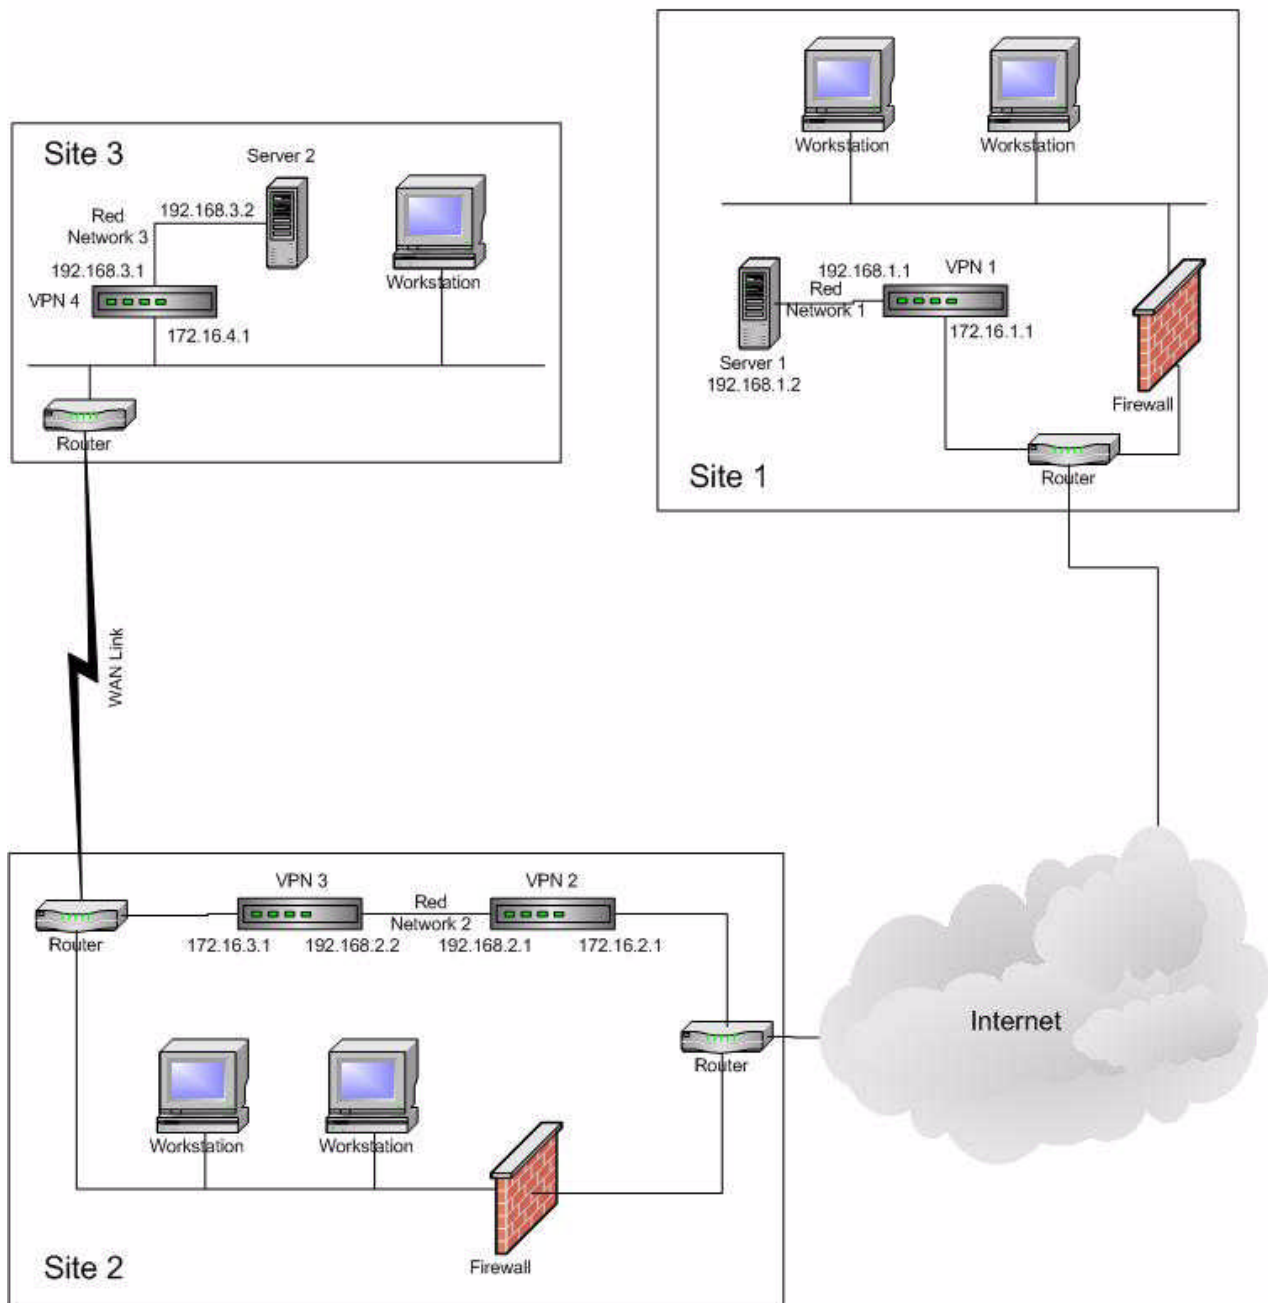 Workstation
Workstation
192.168.1.1
VPN 1
Red
Network 1
172.16.1.1
Server 1
192.168.1.2
Firewall
Router
Site 1
Site 3
Server 2
Red
Network 3
192.168.3.2
192.168.3.1
Workstation
VPN 4
172.16.4.1
Router
WAN Link
VPN 3
VPN 2
Red
Network 2
Router
172.16.3.1
192.168.2.2
192.168.2.1
172.16.2.1
Router
Workstation
Workstation
Firewall
Site 2
Internet